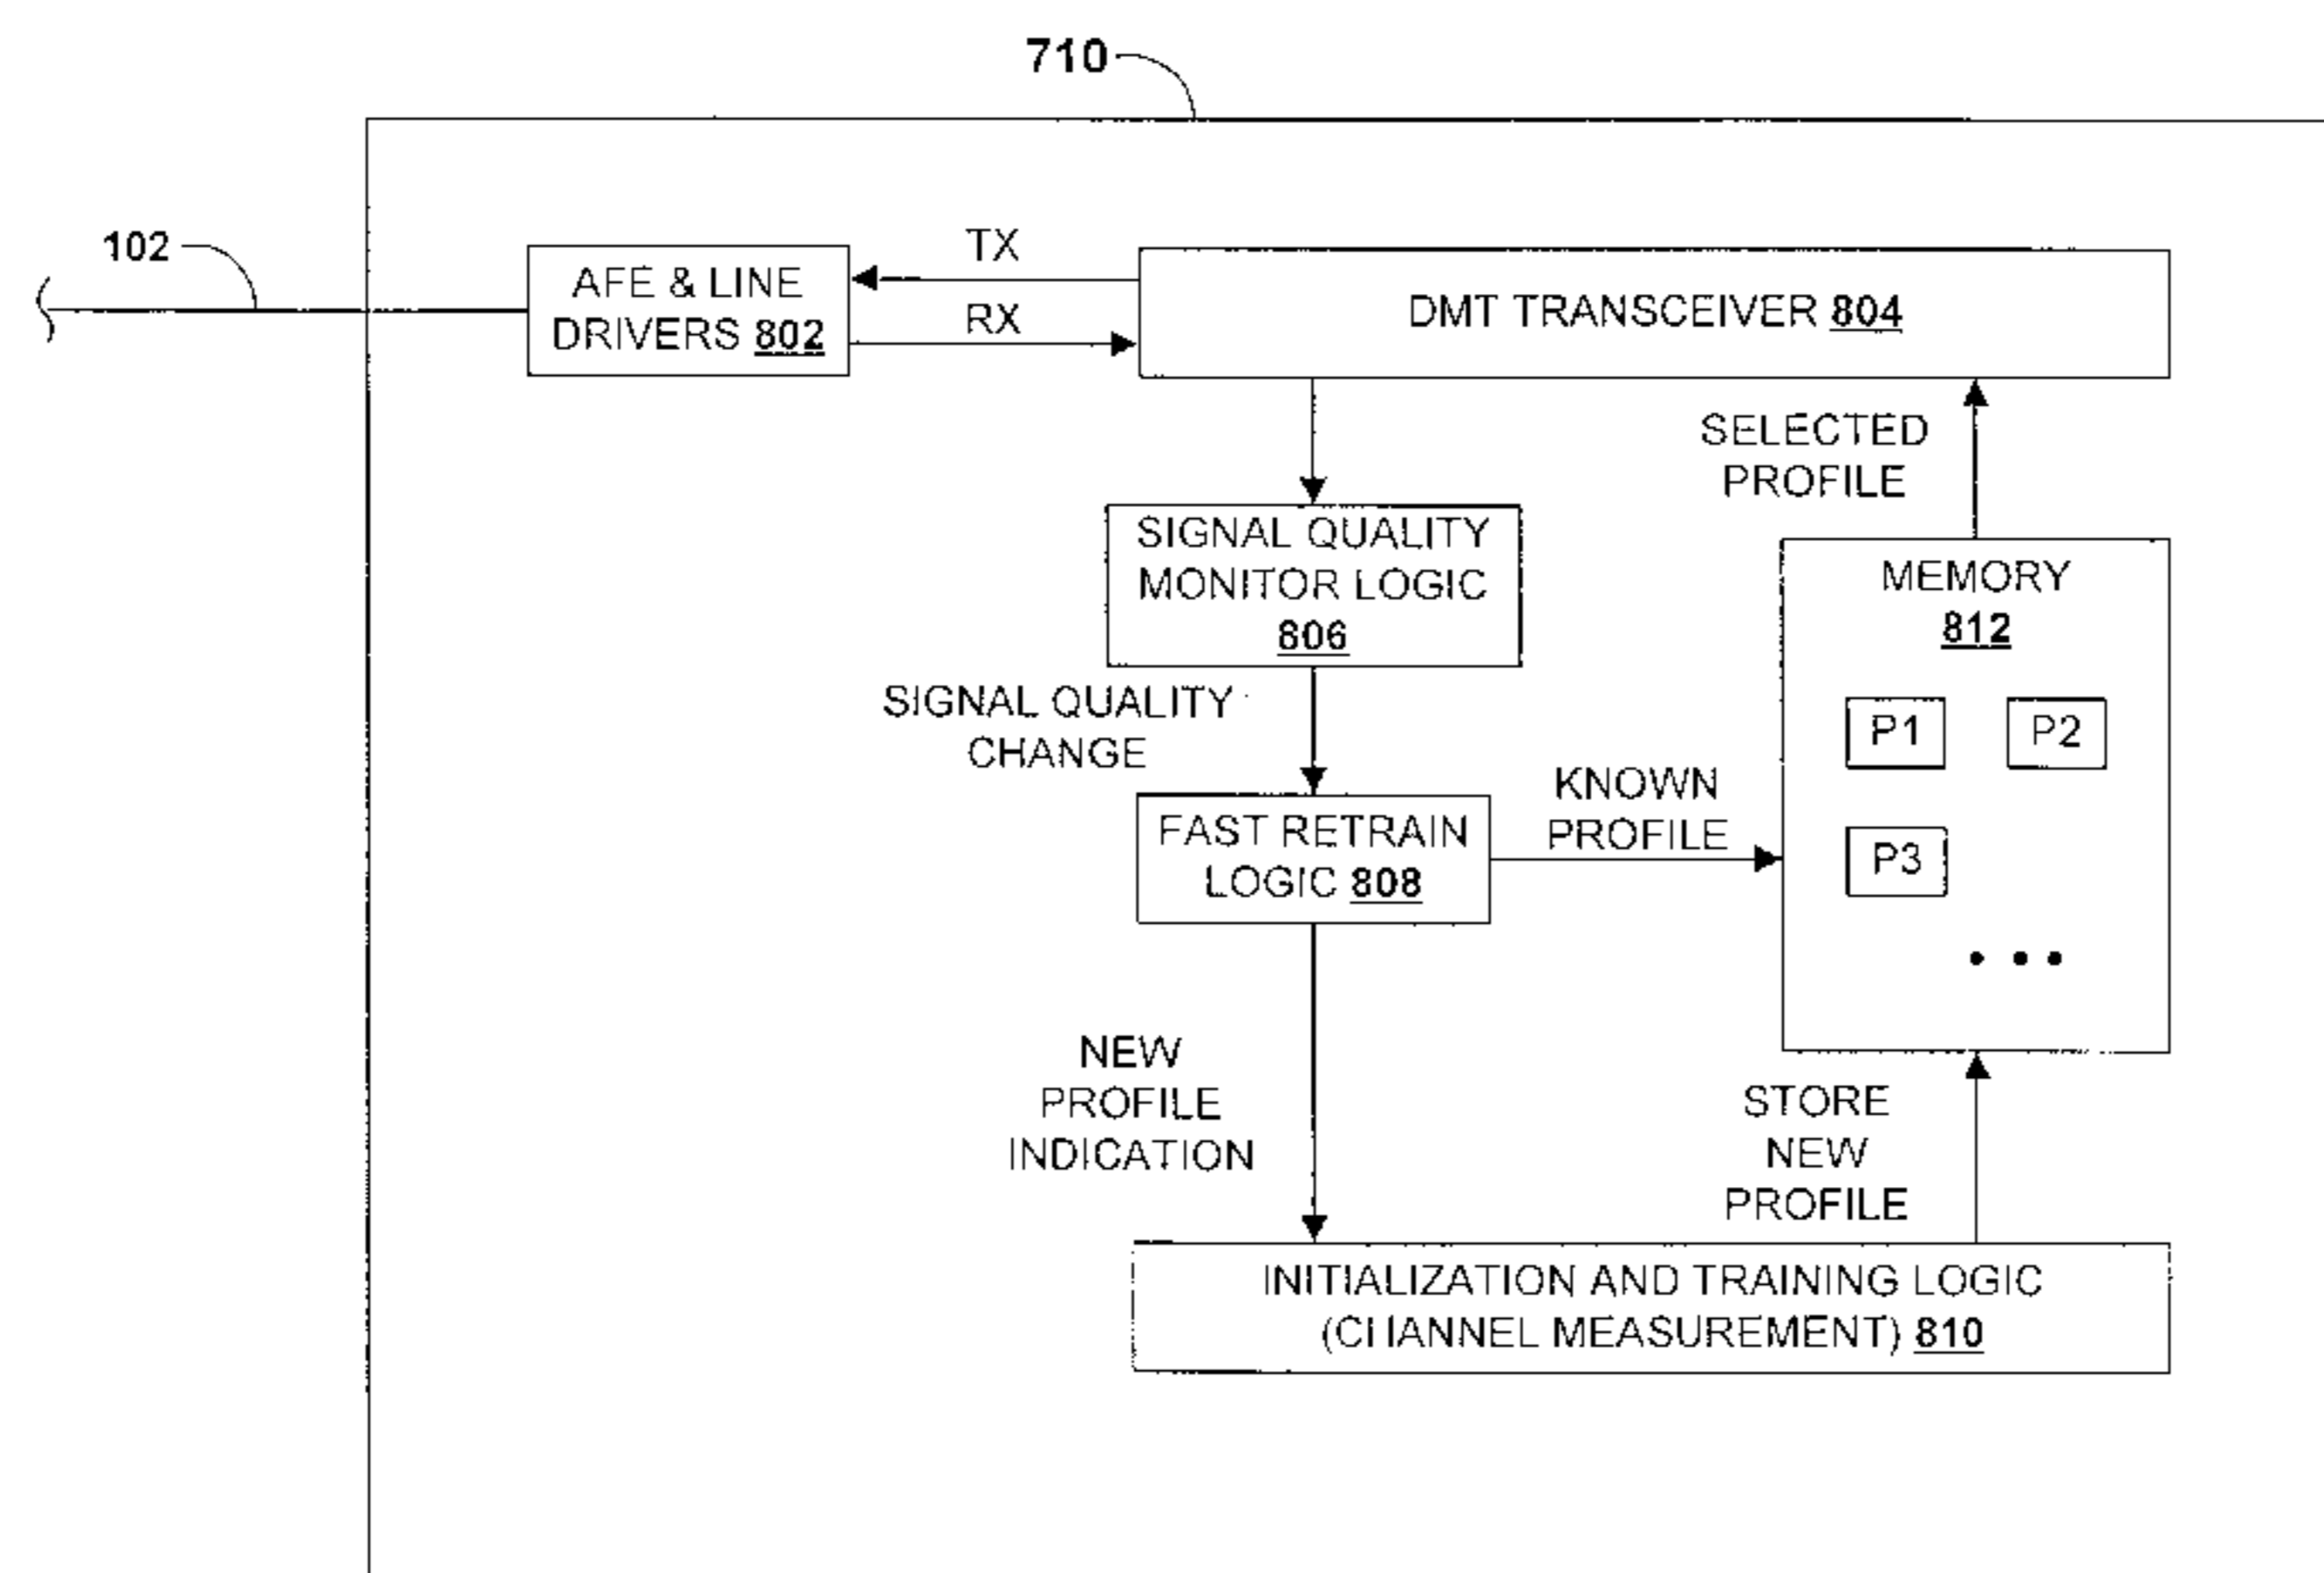 710
102
AFE & LINE
DRIVERS 802
TX
RX
DMT TRANSCEIVER 804
SELECTED
PROFILE
SIGNAL QUALITY
MONITOR LOGIC
806
MEMORY
812
P1 P2
P3
• • •
SIGNAL QUALITY
CHANGE
KNOWN
PROFILE
FAST RETRAIN
LOGIC 808
NEW
PROFILE
INDICATION
STORE
NEW
PROFILE
INITIALIZATION AND TRAINING LOGIC
(CHANNEL MEASUREMENT) 810